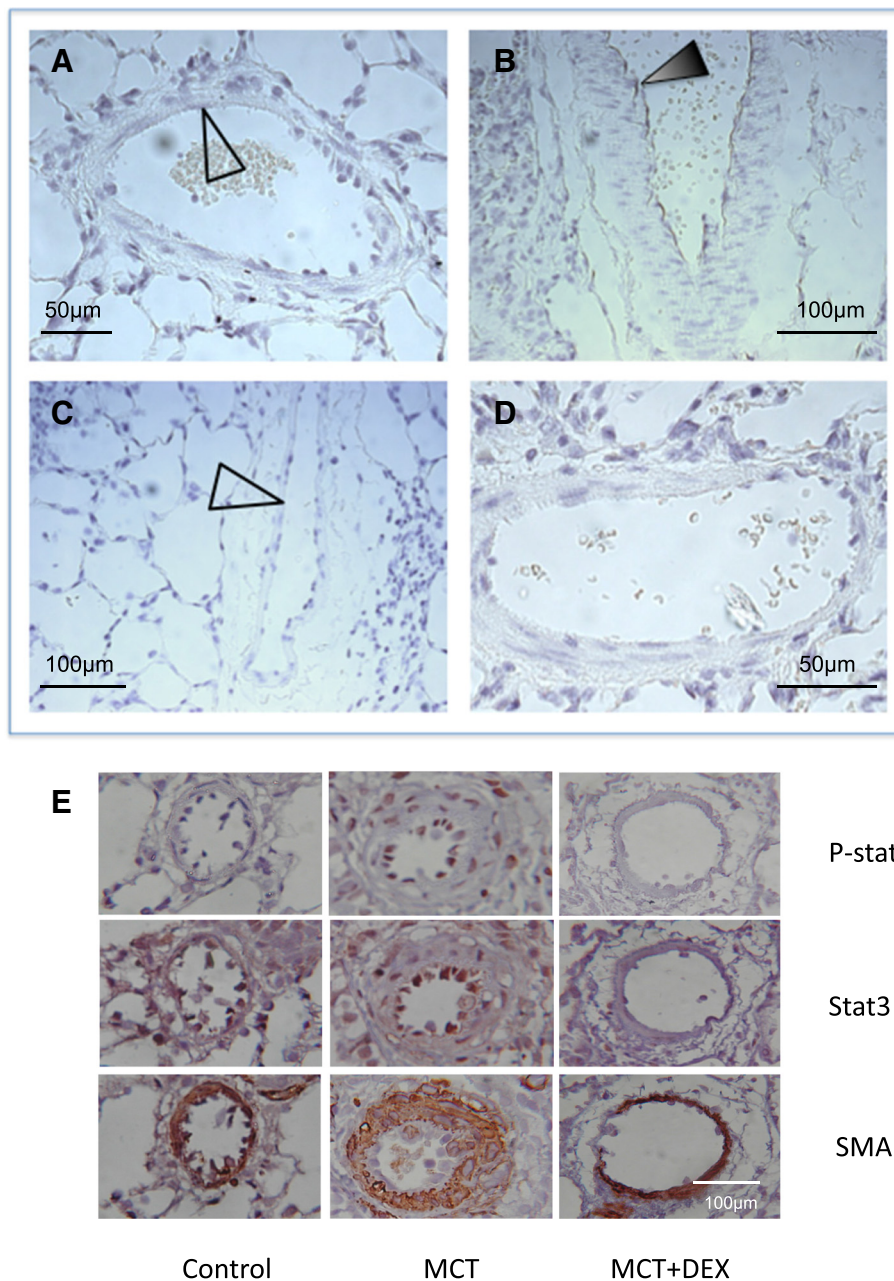 A
B
50µm
100µm
C
D
100µm
50µm
E
P-stat
Stat3
SMA
100µm
Control MCT MCT+DEX